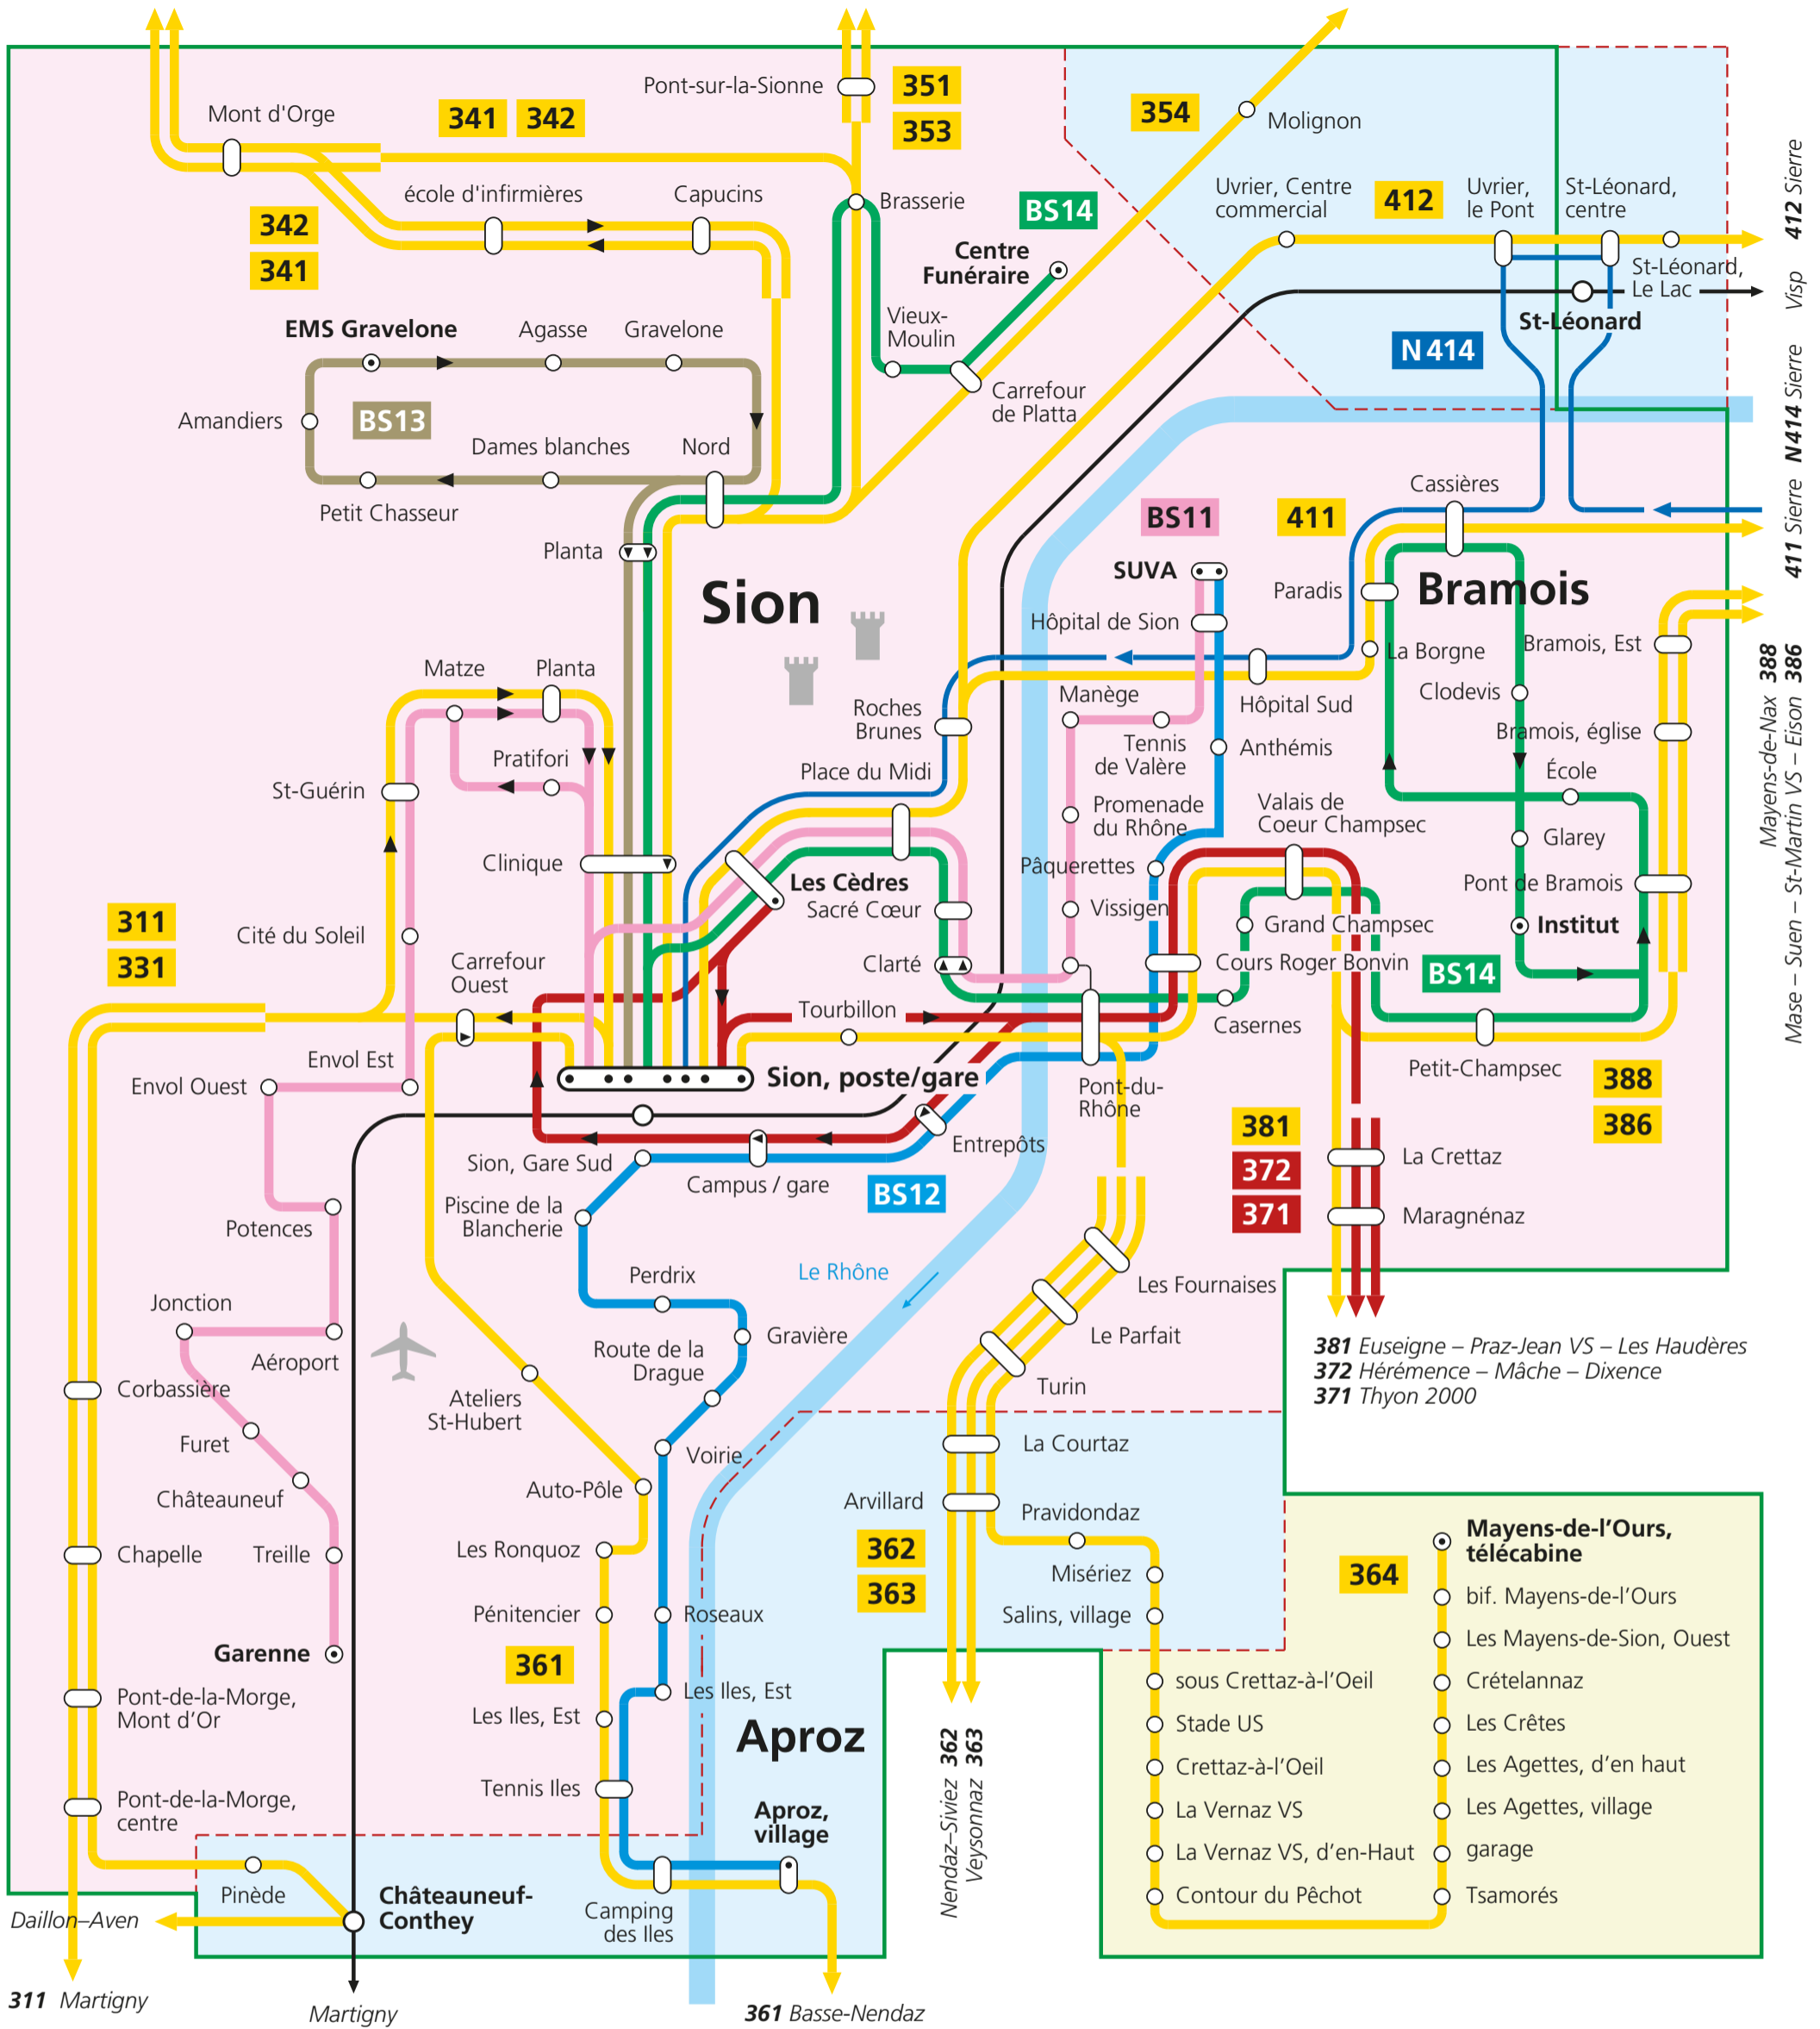 Pont-sur-la-Sionne
351
353
Mont d'Orge
341
342
354
Molignon
école d'infirmières
Capucins
Brasserie
BS14
Uvrier, Centre
commercial
412
Uvrier,
le Pont
St-Léonard,
centre
412 Sierre
342
341
Centre
Funéraire
St-Léonard,
Le Lac
Visp
St-Léonard
EMS Gravelone
Agasse
Gravelone
Vieux-
Moulin
N 414
N414 Sierre
Amandiers
BS13
Carrefour
de Platta
Dames blanches
Nord
Petit Chasseur
Cassières
BS11
411
411 Sierre
Planta
SUVA
Sion
Paradis
Bramois
Hôpital de Sion
La Borgne
Bramois, Est
Matze
Planta
Manège
Clodevis
Roches
Brunes
Hôpital Sud
Bramois, église
Mayens-de-Nax 388
Mase – Suen – St-Martin VS – Eison 386
Pratifori
Tennis
de Valère
Anthémis
Place du Midi
École
St-Guérin
Promenade
du Rhône
Valais de
Coeur Champsec
Glarey
Clinique
Pâquerettes
Les Cèdres
Sacré Cœur
Pont de Bramois
311
331
Vissigen
Grand Champsec
Institut
Cité du Soleil
Carrefour
Ouest
Clarté
Cours Roger Bonvin
BS14
Tourbillon
Casernes
Envol Est
Petit-Champsec
388
386
Envol Ouest
Sion, poste/gare
Pont-du-
Rhône
381
372
371
Entrepôts
La Crettaz
Sion, Gare Sud
Campus / gare
BS12
Maragnénaz
Piscine de la
Blancherie
Potences
Le Rhône
Perdrix
Les Fournaises
Jonction
Gravière
Le Parfait
381 Euseigne – Praz-Jean VS – Les Haudères
372 Hérémence – Mâche – Dixence
371 Thyon 2000
Aéroport
Route de la
Drague
Corbassière
Ateliers
St-Hubert
Turin
Furet
Voirie
La Courtaz
Châteauneuf
Auto-Pôle
Arvillard
Pravidondaz
Mayens-de-l’Ours,
télécabine
Chapelle
Treille
Les Ronquoz
362
363
364
Misériez
bif. Mayens-de-l’Ours
Pénitencier
Roseaux
Salins, village
Les Mayens-de-Sion, Ouest
Garenne
361
sous Crettaz-à-l’Oeil
Crételannaz
Pont-de-la-Morge,
Mont d’Or
Les Iles, Est
Les Iles, Est
Aproz
Stade US
Les Crêtes
Nendaz–Siviez 362
Veysonnaz 363
Crettaz-à-l’Oeil
Les Agettes, d’en haut
Tennis Iles
Pont-de-la-Morge,
centre
Aproz,
village
La Vernaz VS
Les Agettes, village
La Vernaz VS, d’en-Haut
garage
Pinède
Châteauneuf-
Conthey
Camping
des Iles
Contour du Pêchot
Tsamorés
Daillon–Aven
311 Martigny
Martigny
361 Basse-Nendaz